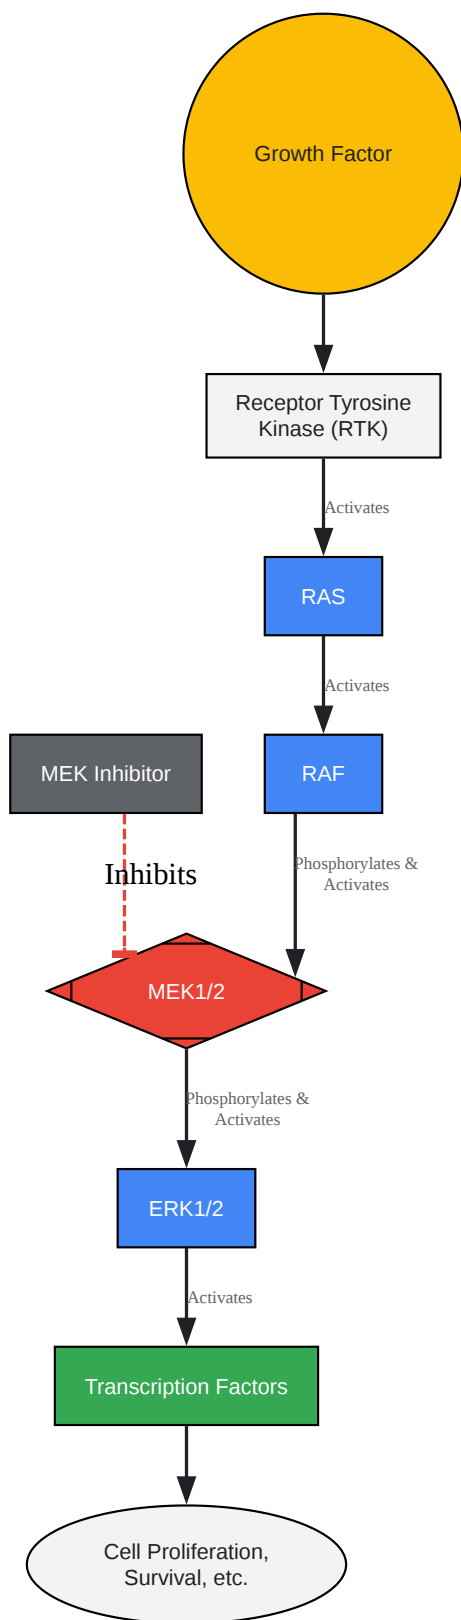 Growth Factor
Receptor Tyrosine
Kinase (RTK)
Activates
RAS
Activates
MEK Inhibitor
RAF
Phosphorylates &
Activates
Inhibits
MEK1/2
Phosphorylates &
Activates
ERK1/2
Activates
Transcription Factors
Cell Proliferation,
Survival, etc.